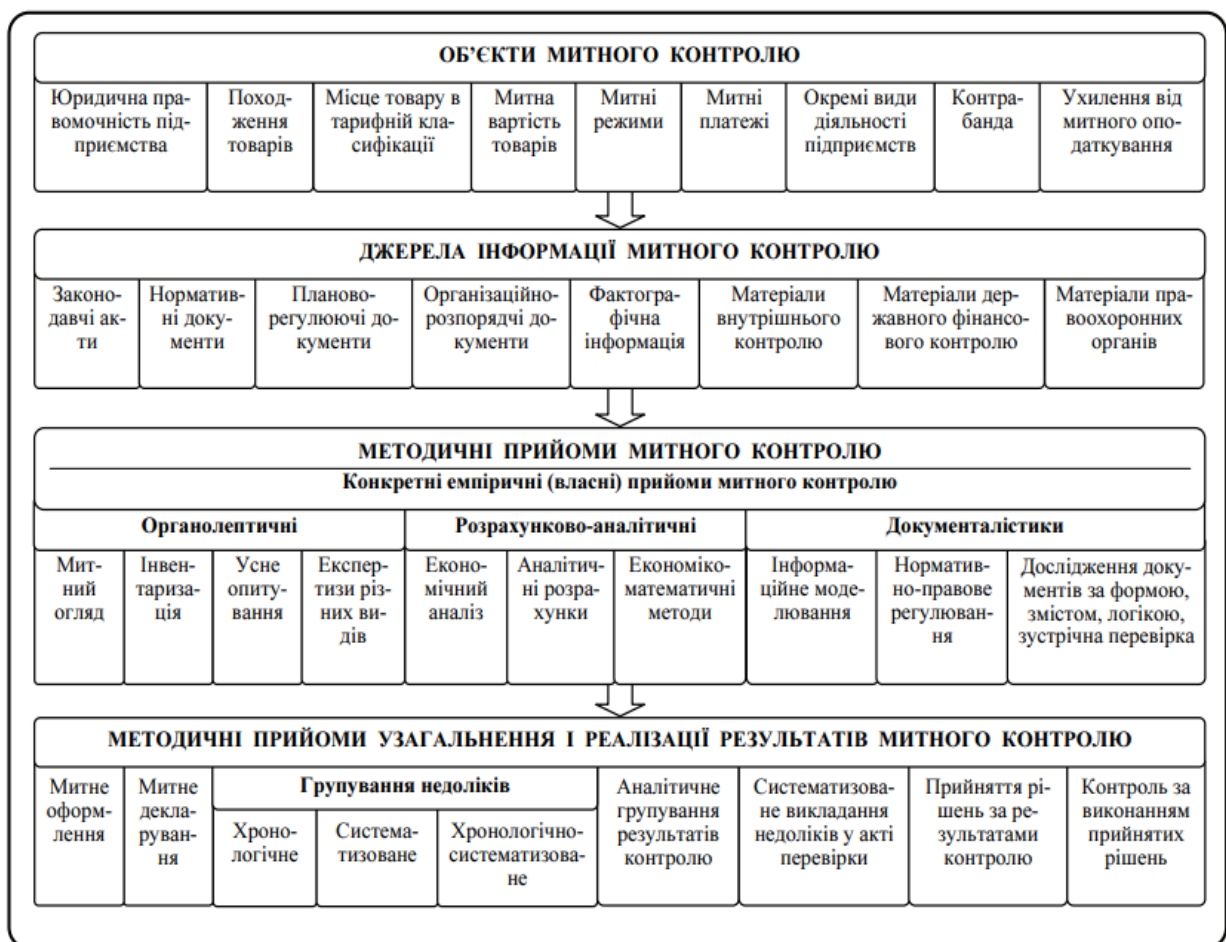 ОБ’ЄКТИ МИТНОГО КОНТРОЛЮ
Юридична пра-
вомочність під-
приємства
Поход-
ження
товарів
Місце товару в
тарифній кла-
сифікації
Митна
вартість
товарів
Митні
режими
Митні
платежі
Окремі види
діяльності
підприємств
Контра-
банда
Ухилення від
митного опо-
даткування
ДЖЕРЕЛА ІНФОРМАЦІЇ МИТНОГО КОНТРОЛЮ
Законо-
давчі ак-
ти
Норматив-
ні доку-
менти
Планово-
регулюючі до-
кументи
Організаційно-
розпорядчі до-
кументи
Фактогра-
фічна
інформація
Матеріали
внутрішнього
контролю
Матеріали дер-
жавного фінансо-
вого контролю
Матеріали пра-
воохоронних
органів
МЕТОДИЧНІ ПРИЙОМИ МИТНОГО КОНТРОЛЮ
Конкретні емпіричні (власні) прийоми митного контролю
Органолептичні
Розрахунково-аналітичні
Документалістики
Мит-
ний
огляд
Інвен-
тариза-
ція
Усне
опиту-
вання
Експер-
тизи різ-
них ви-
дів
Еконо-
мічний
аналіз
Аналітич-
ні розра-
хунки
Економіко-
математичні
методи
Інформа-
ційне моде-
лювання
Норматив-
но-правове
регулюван-
ня
Дослідження доку-
ментів за формою,
змістом, логікою,
зустрічна перевірка
МЕТОДИЧНІ ПРИЙОМИ УЗАГАЛЬНЕННЯ І РЕАЛІЗАЦІЇ РЕЗУЛЬТАТІВ МИТНОГО КОНТРОЛЮ
Митне
оформ-
лення
Митне
декла-
руван-
ня
Групування недоліків
Хроно-
логічне
Система-
тизоване
Хронологічно-
систематизова-
не
Аналітичне
групування
результатів
контролю
Систематизова-
не викладання
недоліків у акті
перевірки
Прийняття рі-
шень за ре-
зультатами
контролю
Контроль за
виконанням
прийнятих
рішень